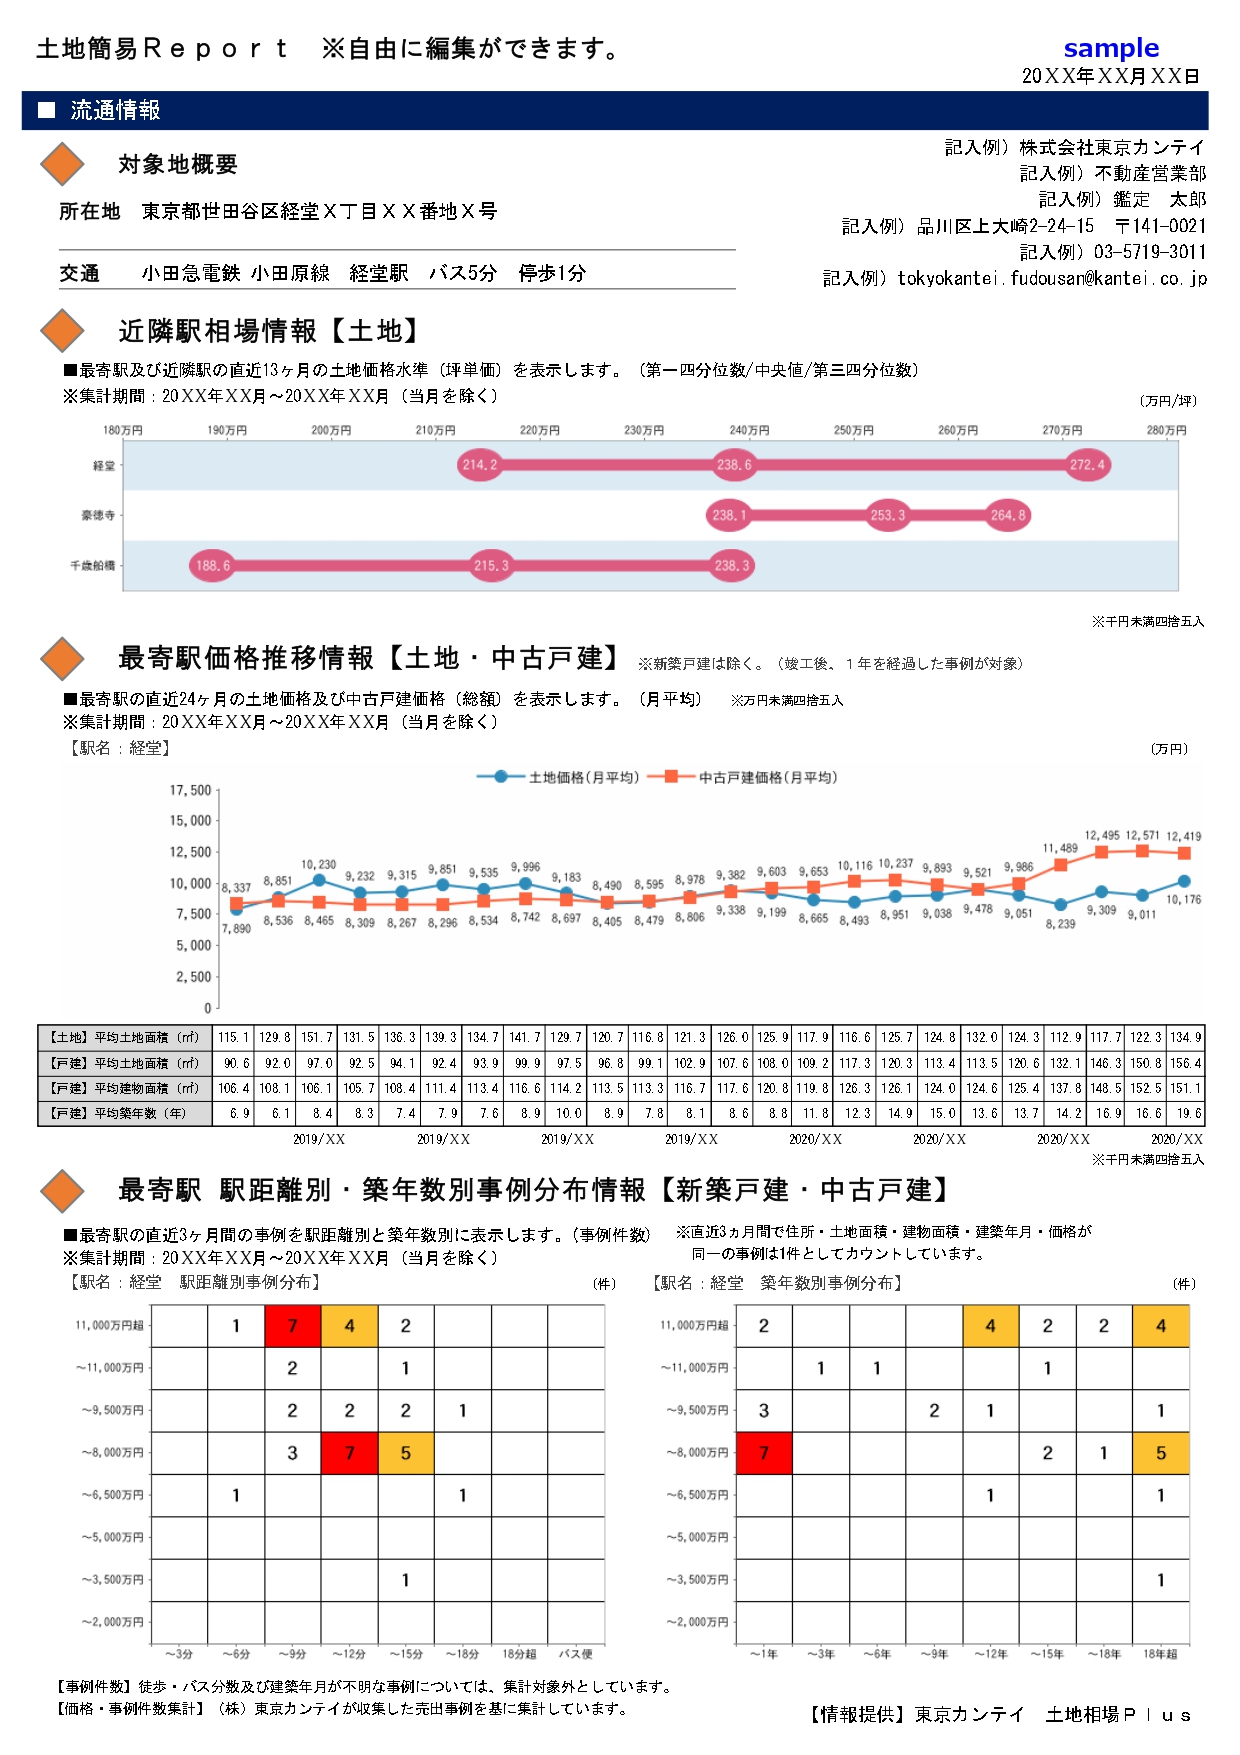 土地簡易Ｒｅｐｏｒｔ　※自由に編集ができます。
sample
20XX年XX月XX日
■ 流通情報
対象地概要
記入例）株式会社東京カンテイ
記入例）不動産営業部
記入例）鑑定　太郎
記入例）品川区上大崎2-24-15　〒141-0021
記入例）03-5719-3011
記入例）tokyokantei.fudousan@kantei.co.jp
所在地　東京都世田谷区経堂Ｘ丁目ＸＸ番地Ｘ号
交通　小田急電鉄 小田原線　経堂駅　バス5分　停歩1分
近隣駅相場情報【土地】
■最寄駅及び近隣駅の直近13ヶ月の土地価格水準（坪単価）を表示します。（第一四分位数/中央値/第三四分位数）
※集計期間：20XX年XX月～20XX年XX月（当月を除く）
（万円/坪）
180万円 190万円 200万円 210万円 220万円 230万円 240万円 250万円 260万円 270万円 280万円
経堂 214.2 238.6 272.4
豪徳寺 238.1 253.3 264.8
千歳船橋 188.6 215.3 238.3
※千円未満四捨五入
最寄駅価格推移情報【土地・中古戸建】 ※新築戸建は除く。（竣工後、１年を経過した事例が対象）
■最寄駅の直近24ヶ月の土地価格及び中古戸建価格（総額）を表示します。（月平均） ※万円未満四捨五入
※集計期間：20XX年XX月～20XX年XX月（当月を除く）
【駅名：経堂】
（万円）
土地価格(月平均) 中古戸建価格(月平均)
17,500
15,000
12,500
10,000
7,500
5,000
2,500
0
8,337 8,851 10,230 9,232 9,315 9,851 9,535 9,996 9,183 8,490 8,595 8,978 9,382 9,603 9,653 10,116 10,237 9,893 9,521 9,986 11,489 12,495 12,571 12,419
7,890 8,536 8,465 8,309 8,267 8,296 8,534 8,742 8,697 8,405 8,479 8,806 9,338 9,199 8,665 8,493 8,951 9,038 9,478 9,051 8,239 9,309 9,011 10,176
【土地】平均土地面積（㎡） 115.1 129.8 151.7 131.5 136.3 139.3 134.7 141.7 129.7 120.7 116.8 121.3 126.0 125.9 117.9 116.6 125.7 124.8 132.0 124.3 112.9 117.7 122.3 134.9
【戸建】平均土地面積（㎡） 90.6 92.0 97.0 92.5 94.1 92.4 93.9 99.9 97.5 96.8 99.1 102.9 107.6 108.0 109.2 117.3 120.3 113.4 113.5 120.6 132.1 146.3 150.8 156.4
【戸建】平均建物面積（㎡） 106.4 108.1 106.1 105.7 108.4 111.4 113.4 116.6 114.2 113.5 113.3 116.7 117.6 120.8 119.8 126.3 126.1 124.0 124.6 125.4 137.8 148.5 152.5 151.1
【戸建】平均築年数（年） 6.9 6.1 8.4 8.3 7.4 7.9 7.6 8.9 10.0 8.9 7.8 8.1 8.6 8.8 11.8 12.3 14.9 15.0 13.6 13.7 14.2 16.9 16.6 19.6
2019/XX 2019/XX 2019/XX 2019/XX 2020/XX 2020/XX 2020/XX 2020/XX
※千円未満四捨五入
最寄駅 駅距離別・築年数別事例分布情報【新築戸建・中古戸建】
■最寄駅の直近3ヶ月間の事例を駅距離別と築年数別に表示します。（事例件数）
※直近3ヵ月間で住所・土地面積・建物面積・建築年月・価格が
同一の事例は1件としてカウントしています。
※集計期間：20XX年XX月～20XX年XX月（当月を除く）
【駅名：経堂　駅距離別事例分布】 （件）
11,000万円超 1 7 4 2
～11,000万円 2 1
～9,500万円 2 2 2 1
～8,000万円 3 7 5
～6,500万円 1 1
～5,000万円
～3,500万円 1
～2,000万円
～3分 ～6分 ～9分 ～12分 ～15分 ～18分 18分超 バス便
【駅名：経堂　築年数別事例分布】 （件）
11,000万円超 2 4 2 2 4
～11,000万円 1 1 1
～9,500万円 3 2 1 1
～8,000万円 7 2 1 5
～6,500万円 1 1
～5,000万円
～3,500万円 1
～2,000万円
～1年 ～3年 ～6年 ～9年 ～12年 ～15年 ～18年 18年超
【事例件数】徒歩・バス分数及び建築年月が不明な事例については、集計対象外としています。
【価格・事例件数集計】（株）東京カンテイが収集した売出事例を基に集計しています。
【情報提供】東京カンテイ　土地相場Ｐｌｕｓ